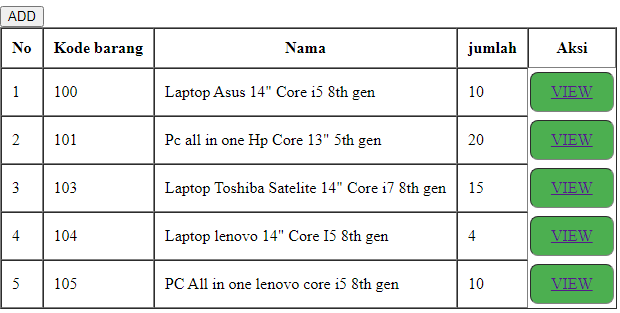 ADD
No Kode barang Nama jumlah Aksi
1 100 Laptop Asus 14" Core i5 8th gen 10 VIEW
2 101 Pc all in one Hp Core 13" 5th gen 20 VIEW
3 103 Laptop Toshiba Satelite 14" Core i7 8th gen 15 VIEW
4 104 Laptop lenovo 14" Core I5 8th gen 4 VIEW
5 105 PC All in one lenovo core i5 8th gen 10 VIEW